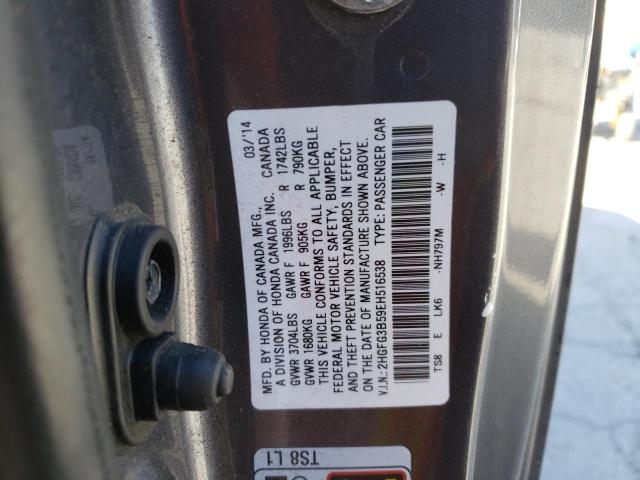 MFD. BY HONDA OF CANADA MFG. 03/'14
A DIVISION OF HONDA CANADA INC. CANADA
GVWR 3704LBS GAWR F 1996LBS R 1742LBS
GVWR 1680KG GAWR F 905KG R 790KG
THIS VEHICLE CONFORMS TO ALL APPLICABLE
FEDERAL MOTOR VEHICLE SAFETY, BUMPER,
AND THEFT PREVENTION STANDARDS IN EFFECT
ON THE DATE OF MANUFACTURE SHOWN ABOVE.
V.I.N.: 2HGFG3B59EH516538 TYPE: PASSENGER CAR
TS8 E LK6 -NH797M -W -H
TS8 L1